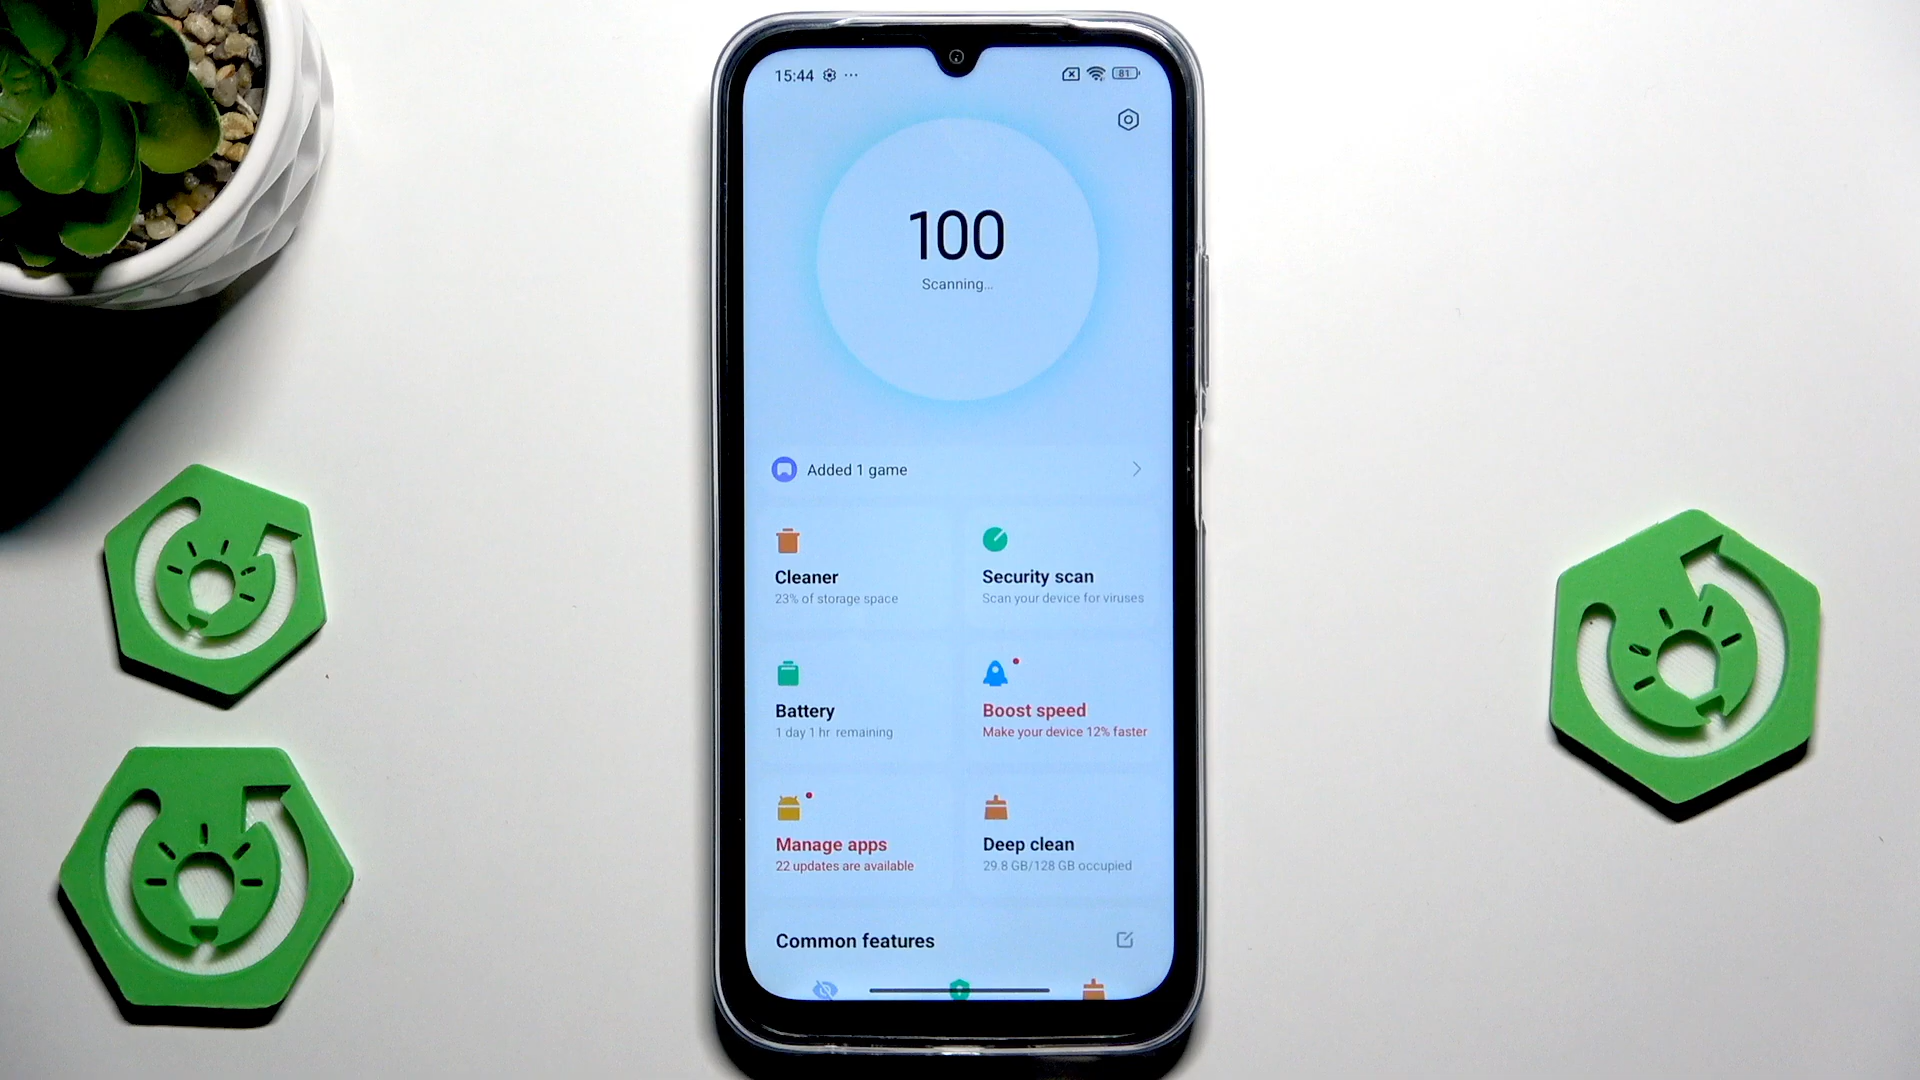 15:44
81
100
Scanning...
Added 1 game
Cleaner
23% of storage space
Security scan
Scan your device for viruses
Battery
1 day 1 hr remaining
Boost speed
Make your device 12% faster
Manage apps
22 updates are available
Deep clean
29.8 GB/128 GB occupied
Common features